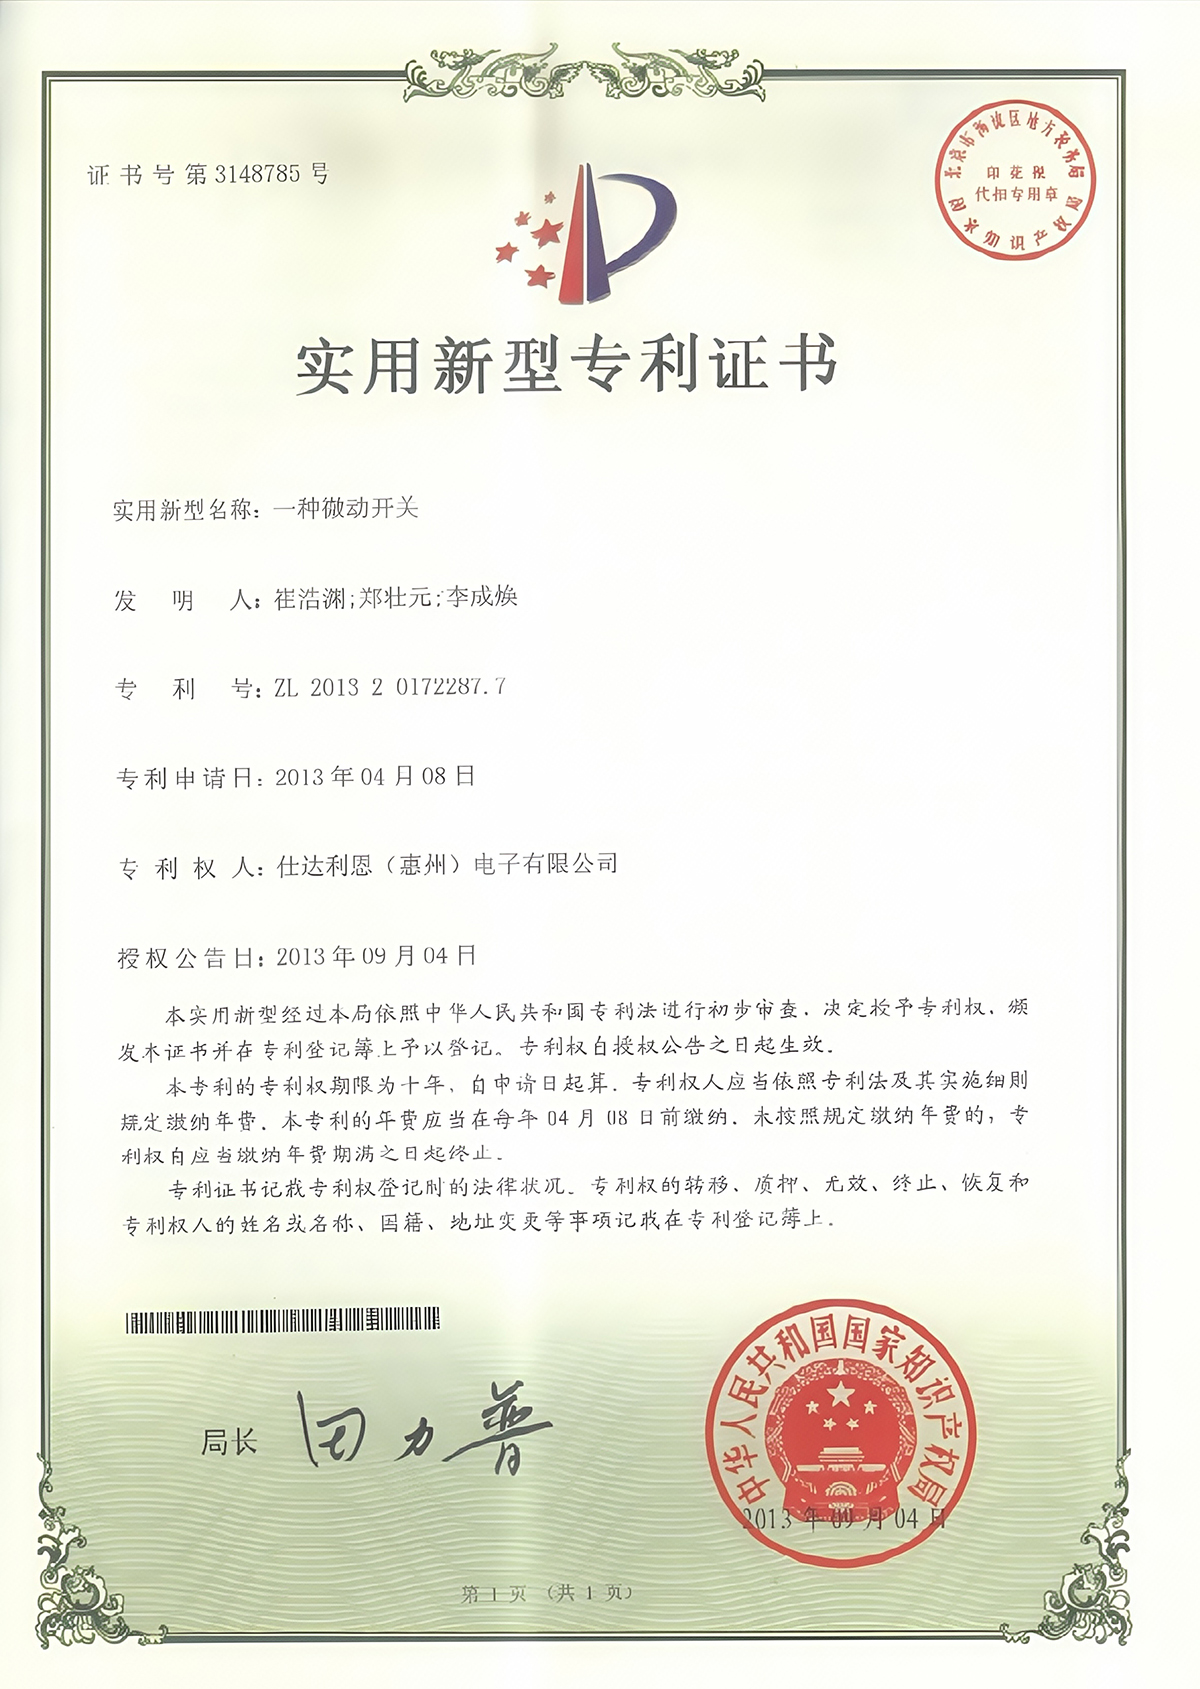 证书号第3148785号
北京市海淀区地方税务局
印花税
代扣专用章
国家知识产权局
实用新型专利证书
实用新型名称：一种微动开关
发明人：崔浩渊;郑壮元;李成焕
专利号：ZL 2013 2 0172287.7
专利申请日：2013年04月08日
专利权人：仕达利恩（惠州）电子有限公司
授权公告日：2013年09月04日
本实用新型经过本局依照中华人民共和国专利法进行初步审查，决定授予专利权，颁
发本证书并在专利登记簿上予以登记。专利权自授权公告之日起生效。
本专利的专利权期限为十年，自申请日起算。专利权人应当依照专利法及其实施细则
规定缴纳年费。本专利的年费应当在每年04月08日前缴纳。未按照规定缴纳年费的，专
利权自应当缴纳年费期满之日起终止。
专利证书记载专利权登记时的法律状况。专利权的转移、质押、无效、终止、恢复和
专利权人的姓名或名称、国籍、地址变更等事项记载在专利登记簿上。
局长 田力普
中华人民共和国国家知识产权局
2013年09月04日
第1页（共1页）